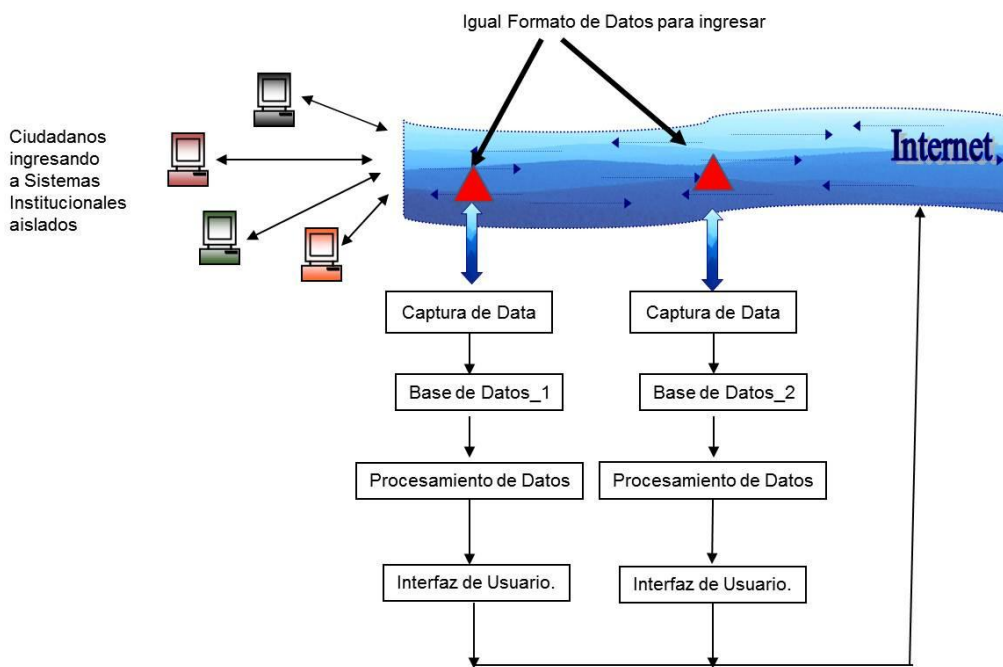 Igual Formato de Datos para ingresar
Ciudadanos
ingresando
a Sistemas
Institucionales
aislados
Internet
Captura de Data
Captura de Data
Base de Datos_1
Base de Datos_2
Procesamiento de Datos
Procesamiento de Datos
Interfaz de Usuario.
Interfaz de Usuario.